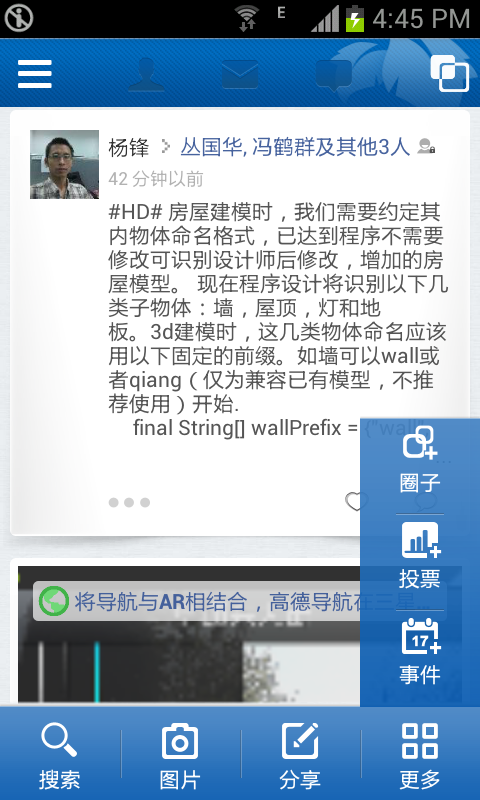 E
4:45 PM
杨锋 丛国华, 冯鹤群及其他3人
42 分钟以前
#HD# 房屋建模时，我们需要约定其
内物体命名格式，已达到程序不需要
修改可识别设计师后修改，增加的房
屋模型。 现在程序设计将识别以下几
类子物体：墙，屋顶，灯和地
板。3d建模时，这几类物体命名应该
用以下固定的前缀。如墙可以wall或
者qiang（仅为兼容已有模型，不推
荐使用）开始.
final String[] wallPrefix = {"wall",
圈子
投票
17
事件
将导航与AR相结合，高德导航在三星...
搜索
图片
分享
更多